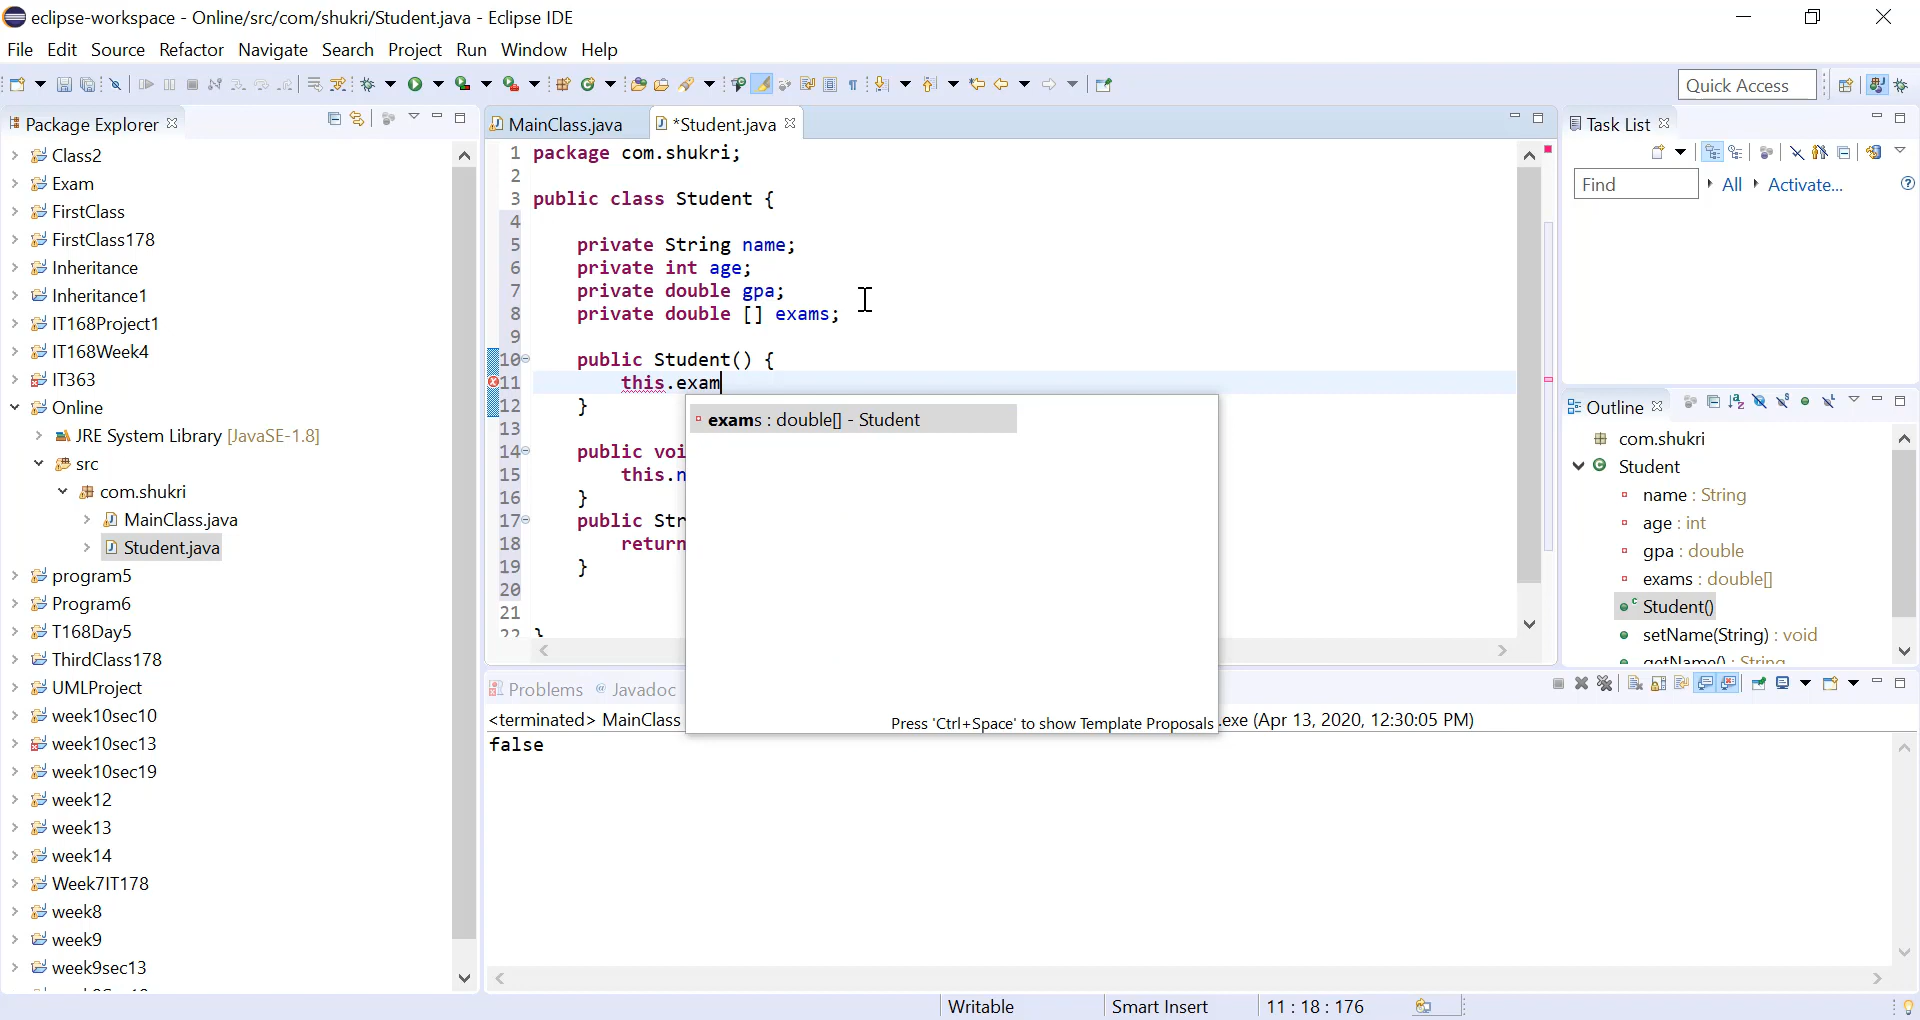 eclipse-workspace - Online/src/com/shukri/Student.java - Eclipse IDE
File Edit Source Refactor Navigate Search Project Run Window Help
Quick Access
Package Explorer
Class2
Exam
FirstClass
FirstClass178
Inheritance
Inheritance1
IT168Project1
IT168Week4
IT363
Online
JRE System Library [JavaSE-1.8]
src
com.shukri
MainClass.java
Student.java
program5
Program6
T168Day5
ThirdClass178
UMLProject
week10sec10
week10sec13
week10sec19
week12
week13
week14
Week7IT178
week8
week9
week9sec13
MainClass.java *Student.java
1 package com.shukri;
2
3 public class Student {
4
5 private String name;
6 private int age;
7 private double gpa;
8 private double [] exams;
9
10 public Student() {
11 this.exam
12 }
13
14 public voi
15 this.n
16 }
17 public Str
18 return
19 }
20
21
22 }
exams : double[] - Student
Press 'Ctrl+Space' to show Template Proposals
Task List
Find All Activate...
Outline
com.shukri
Student
name : String
age : int
gpa : double
exams : double[]
Student()
setName(String) : void
getName() : String
Problems @ Javadoc
<terminated> MainClass .exe (Apr 13, 2020, 12:30:05 PM)
false
Writable Smart Insert 11 : 18 : 176